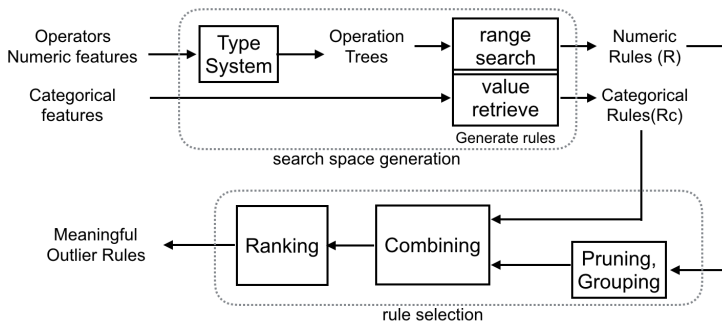 Operators
Numeric features
Type
System
Operation
Trees
range
search
Numeric
Rules (R)
Categorical
features
value
retrieve
Categorical
Rules(Rc)
Generate rules
search space generation
Meaningful
Outlier Rules
Ranking
Combining
Pruning,
Grouping
rule selection